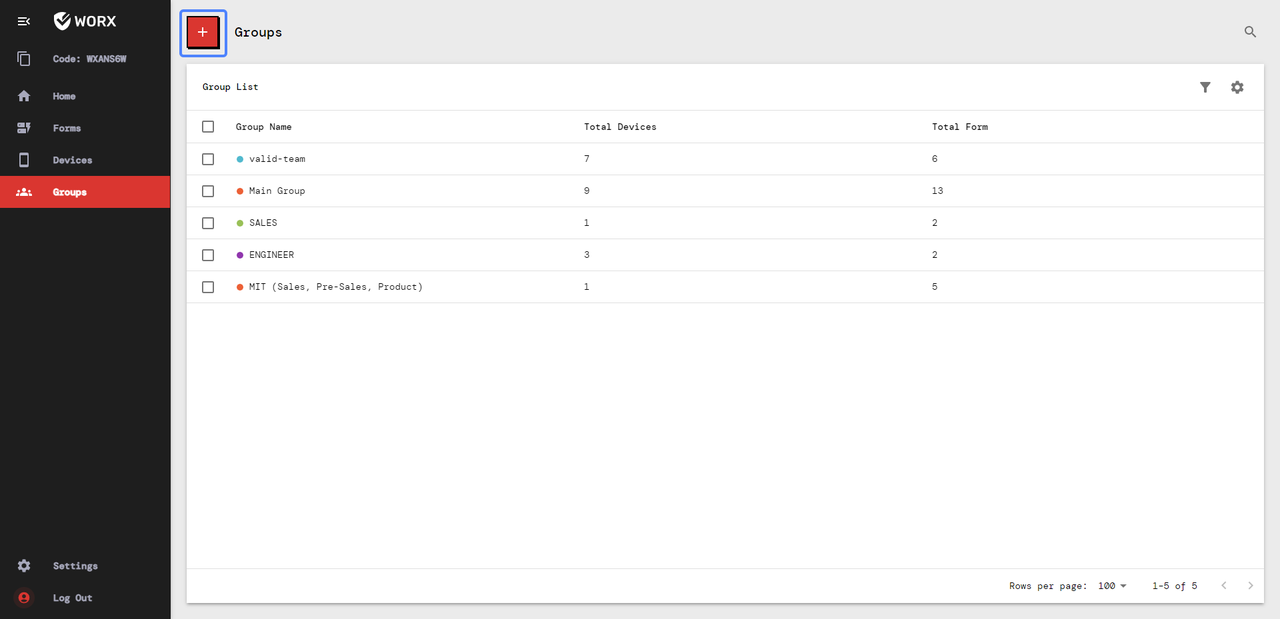 WORX
Code: WXANS6W
Home
Forms
Devices
Groups
Settings
Log Out
+ Groups
Group List
Group Name Total Devices Total Form
valid-team 7 6
Main Group 9 13
SALES 1 2
ENGINEER 3 2
MIT (Sales, Pre-Sales, Product) 1 5
Rows per page: 100 1-5 of 5